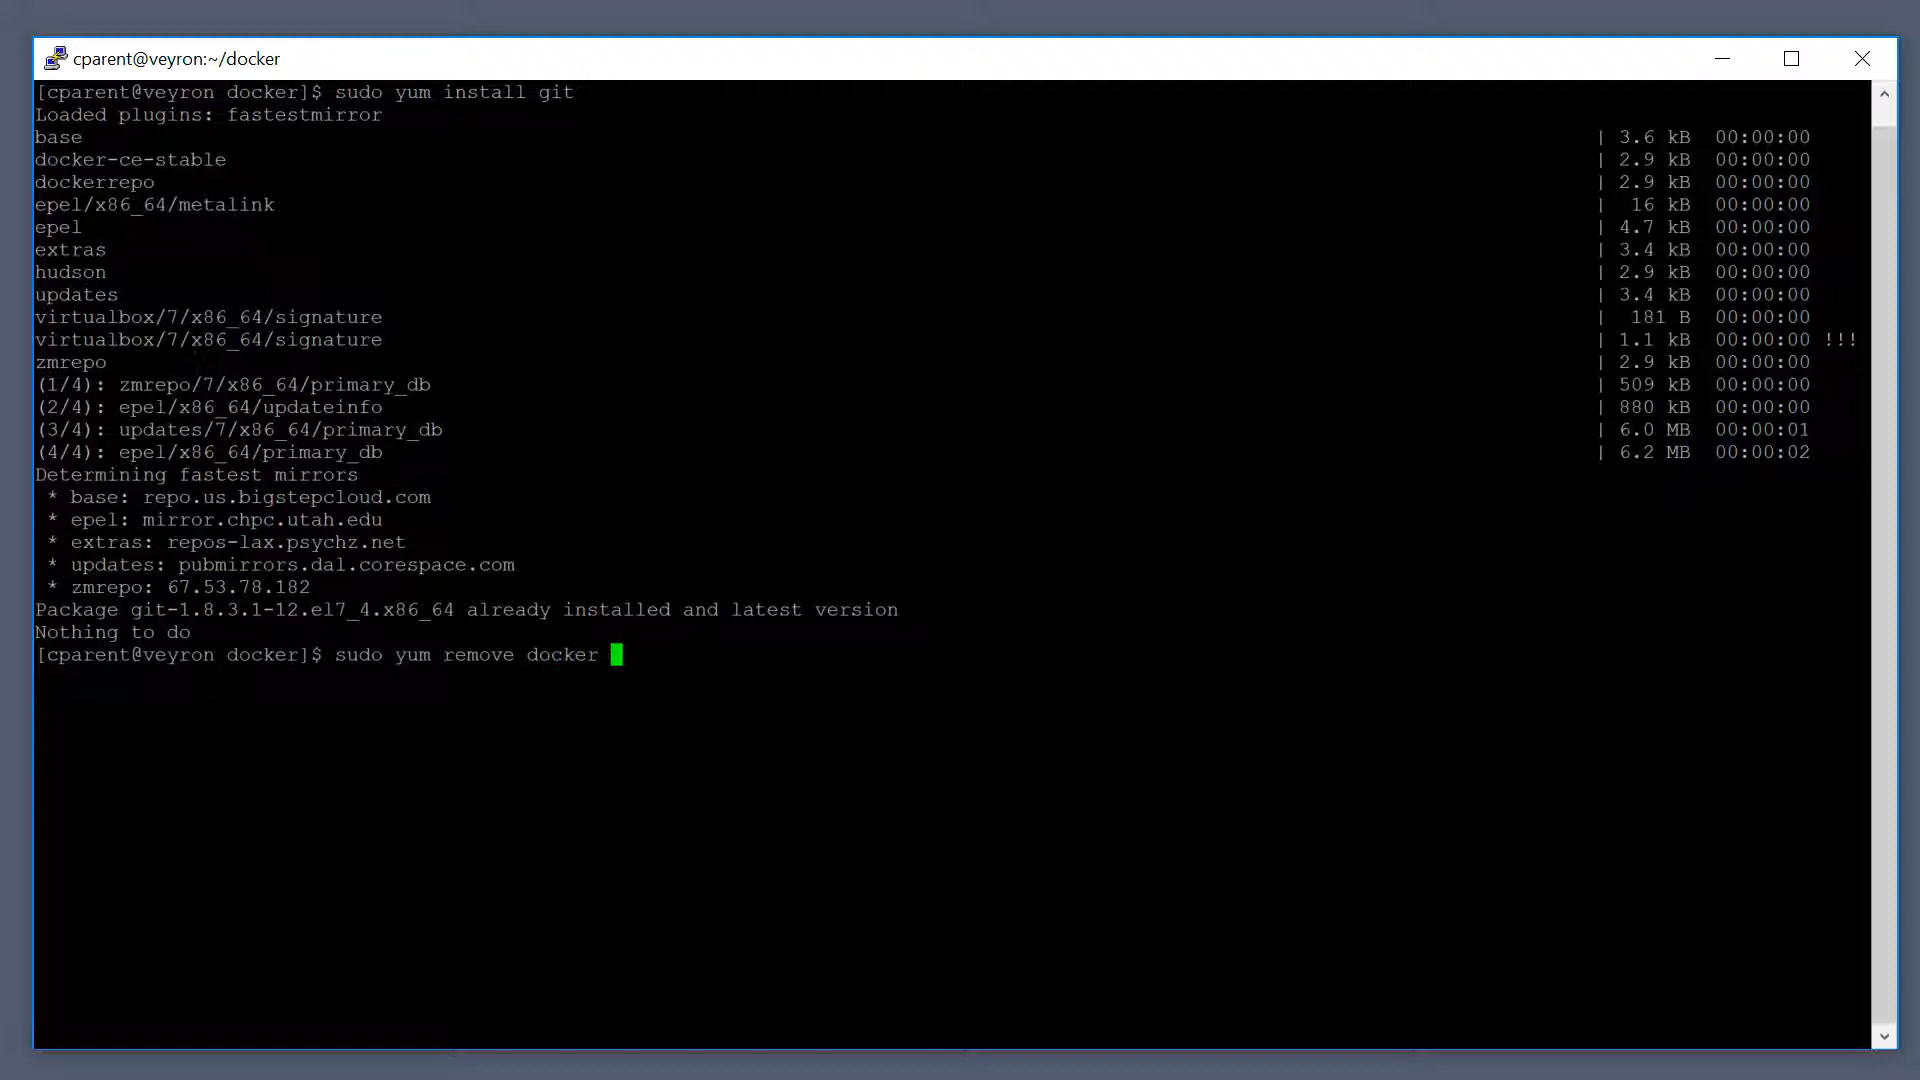 cparent@veyron:~/docker
[cparent@veyron docker]$ sudo yum install git
Loaded plugins: fastestmirror
base | 3.6 kB 00:00:00
docker-ce-stable | 2.9 kB 00:00:00
dockerrepo | 2.9 kB 00:00:00
epel/x86_64/metalink | 16 kB 00:00:00
epel | 4.7 kB 00:00:00
extras | 3.4 kB 00:00:00
hudson | 2.9 kB 00:00:00
updates | 3.4 kB 00:00:00
virtualbox/7/x86_64/signature | 181 B 00:00:00
virtualbox/7/x86_64/signature | 1.1 kB 00:00:00 !!!
zmrepo | 2.9 kB 00:00:00
(1/4): zmrepo/7/x86_64/primary_db | 509 kB 00:00:00
(2/4): epel/x86_64/updateinfo | 880 kB 00:00:00
(3/4): updates/7/x86_64/primary_db | 6.0 MB 00:00:01
(4/4): epel/x86_64/primary_db | 6.2 MB 00:00:02
Determining fastest mirrors
* base: repo.us.bigstepcloud.com
* epel: mirror.chpc.utah.edu
* extras: repos-lax.psychz.net
* updates: pubmirrors.dal.corespace.com
* zmrepo: 67.53.78.182
Package git-1.8.3.1-12.el7_4.x86_64 already installed and latest version
Nothing to do
[cparent@veyron docker]$ sudo yum remove docker